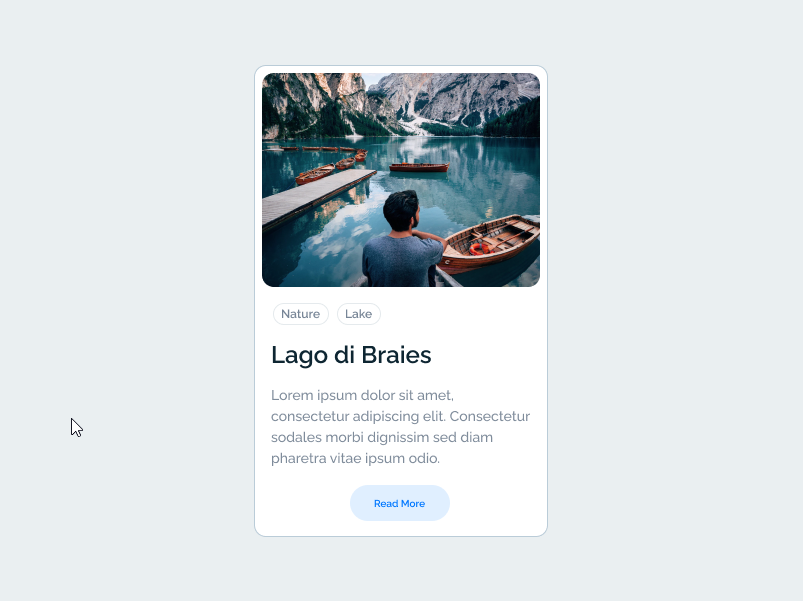 Nature Lake
Lago di Braies
Lorem ipsum dolor sit amet,
consectetur adipiscing elit. Consectetur
sodales morbi dignissim sed diam
pharetra vitae ipsum odio.
Read More